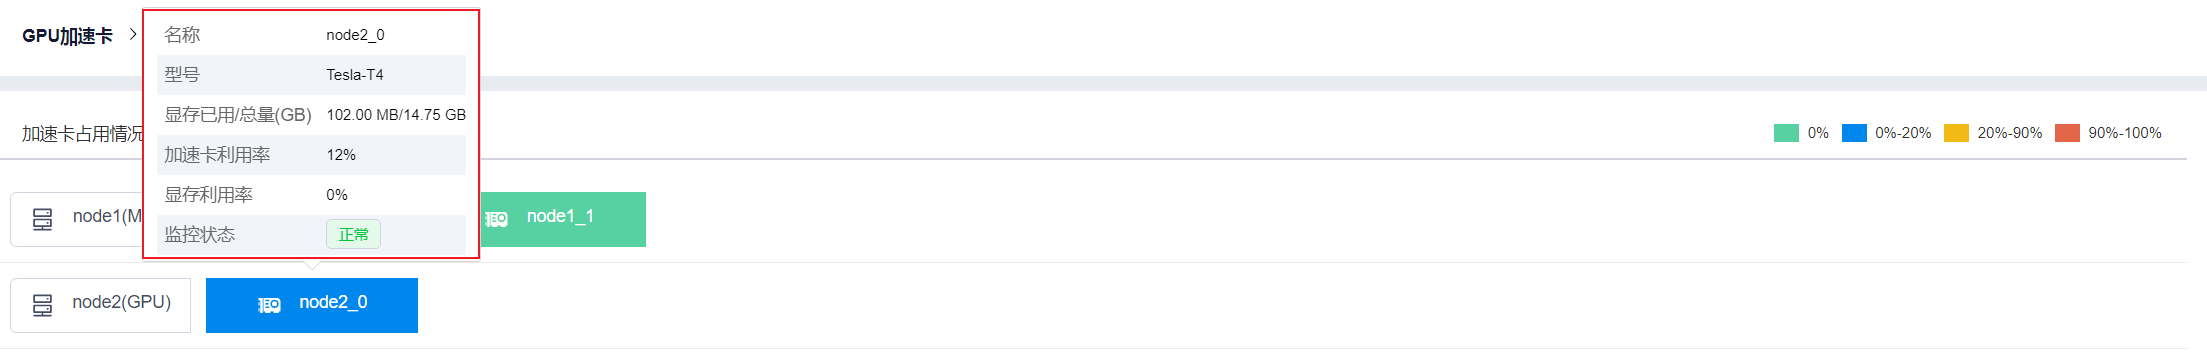 GPU加速卡 >
名称 node2_0
型号 Tesla-T4
显存已用/总量(GB) 102.00 MB/14.75 GB
加速卡利用率 12%
显存利用率 0%
监控状态 正常
加速卡占用情况
0% 0%-20% 20%-90% 90%-100%
node1(M
node1_1
node2(GPU)
node2_0